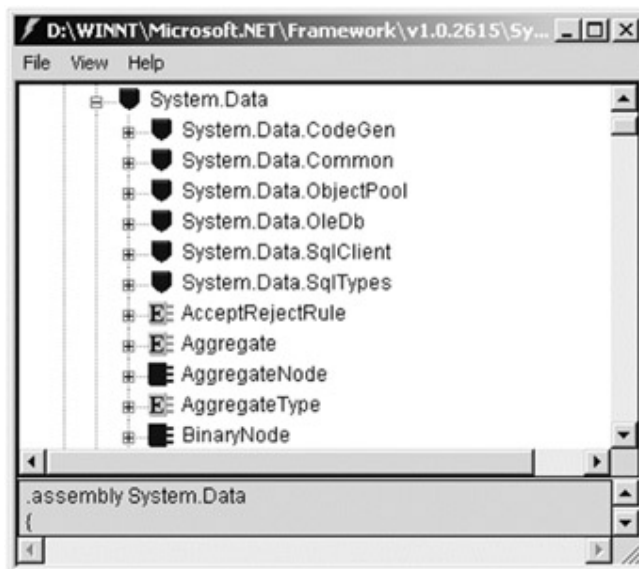 D:\WINNT\Microsoft.NET\Framework\v1.0.2615\Sy...
File View Help
System.Data
System.Data.CodeGen
System.Data.Common
System.Data.ObjectPool
System.Data.OleDb
System.Data.SqlClient
System.Data.SqlTypes
E AcceptRejectRule
E Aggregate
AggregateNode
E AggregateType
BinaryNode
.assembly System.Data
{